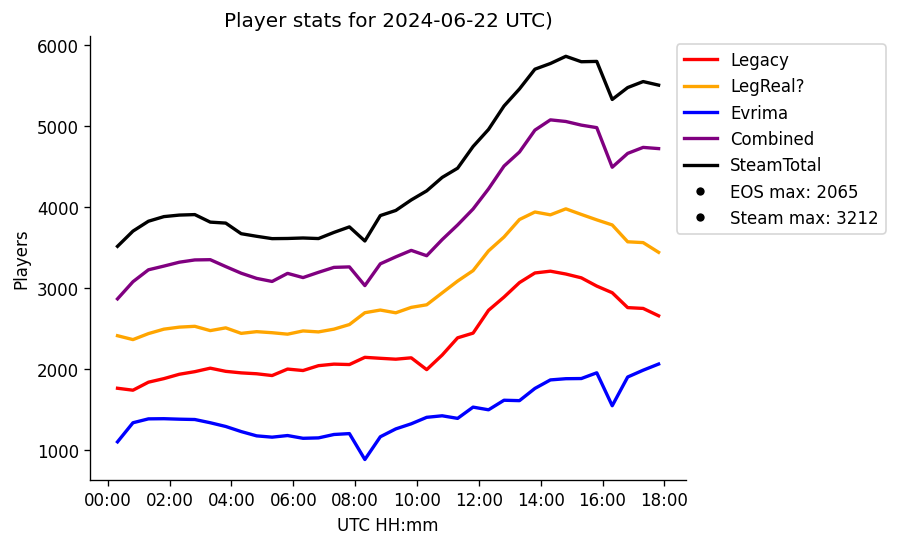 Player stats for 2024-06-22 UTC)
6000
5000
4000
3000
2000
1000
Players
00:00 02:00 04:00 06:00 08:00 10:00 12:00 14:00 16:00 18:00
UTC HH:mm
Legacy
LegReal?
Evrima
Combined
SteamTotal
EOS max: 2065
Steam max: 3212